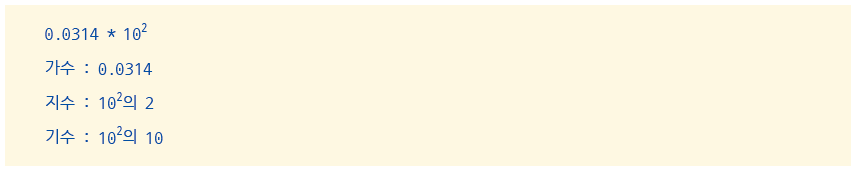 0.0314 * 10²
가수 : 0.0314
지수 : 10²의 2
기수 : 10²의 10